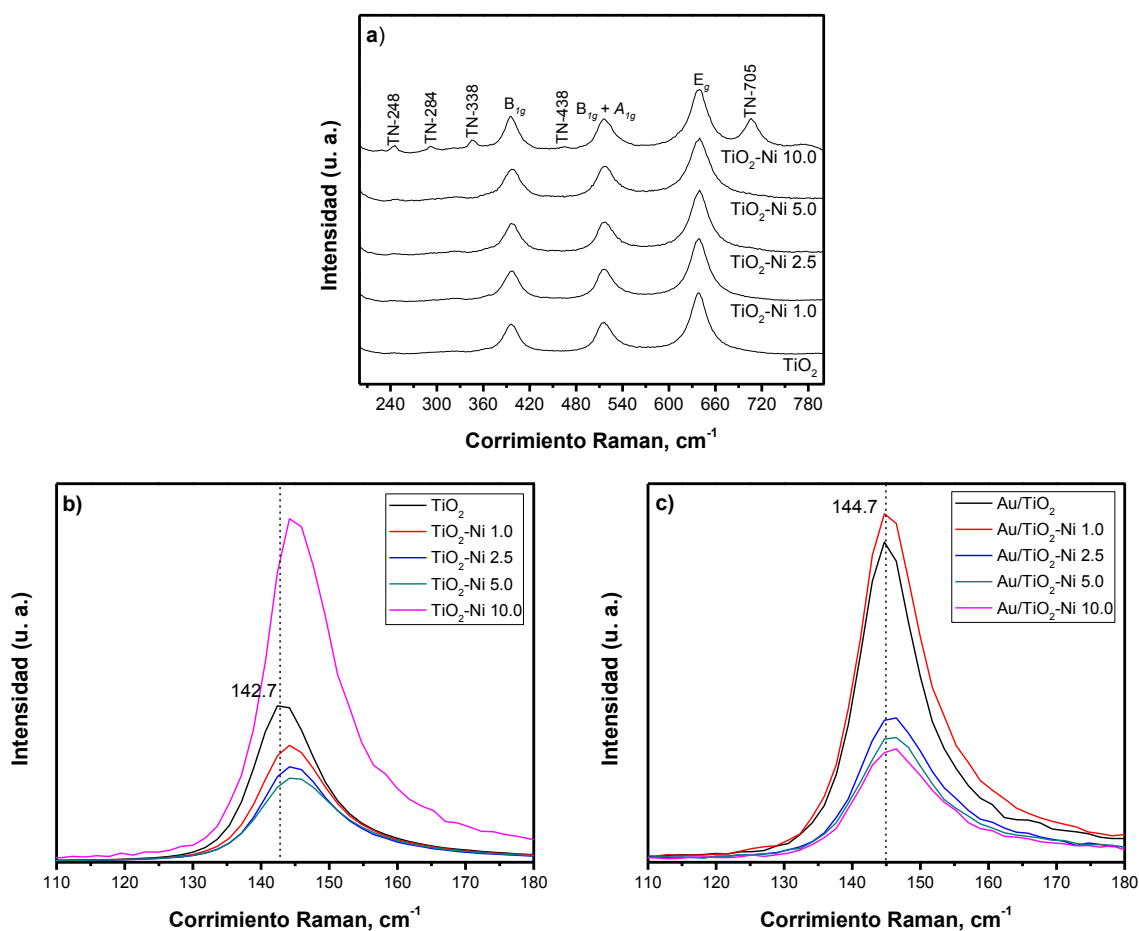 a)
TN-248
TN-284
TN-338
B1g
TN-438
B1g + A1g
Eg
TN-705
TiO2-Ni 10.0
TiO2-Ni 5.0
TiO2-Ni 2.5
TiO2-Ni 1.0
TiO2
Intensidad (u. a.)
240 300 360 420 480 540 600 660 720 780
Corrimiento Raman, cm-1
b)
142.7
TiO2
TiO2-Ni 1.0
TiO2-Ni 2.5
TiO2-Ni 5.0
TiO2-Ni 10.0
Intensidad (u. a.)
110 120 130 140 150 160 170 180
Corrimiento Raman, cm-1
c)
144.7
Au/TiO2
Au/TiO2-Ni 1.0
Au/TiO2-Ni 2.5
Au/TiO2-Ni 5.0
Au/TiO2-Ni 10.0
Intensidad (u. a.)
110 120 130 140 150 160 170 180
Corrimiento Raman, cm-1